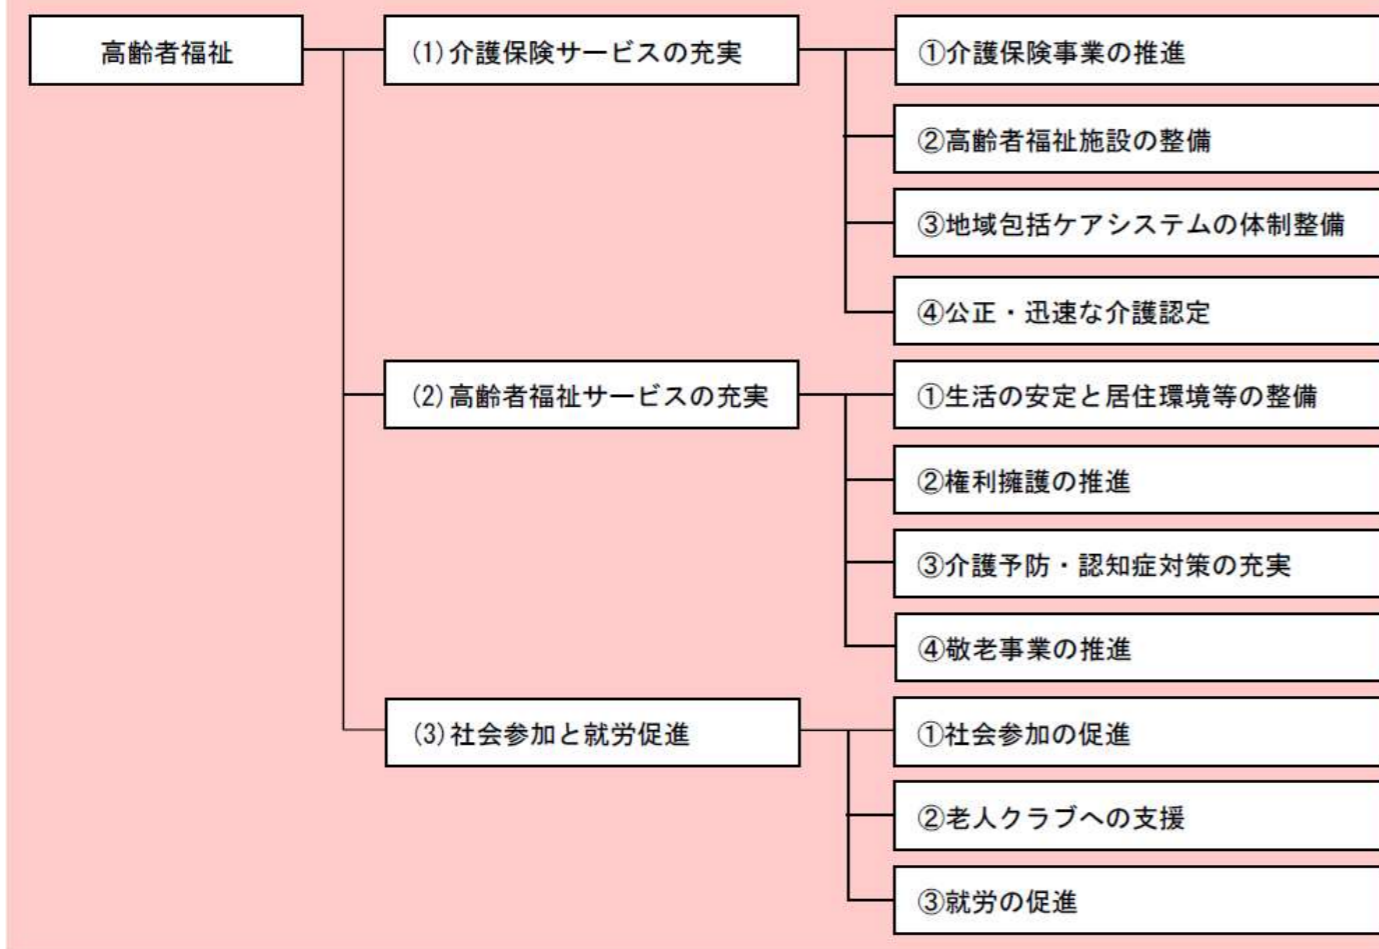 高齢者福祉
(1)介護保険サービスの充実
①介護保険事業の推進
②高齢者福祉施設の整備
③地域包括ケアシステムの体制整備
④公正・迅速な介護認定
(2)高齢者福祉サービスの充実
①生活の安定と居住環境等の整備
②権利擁護の推進
③介護予防・認知症対策の充実
④敬老事業の推進
(3)社会参加と就労促進
①社会参加の促進
②老人クラブへの支援
③就労の促進